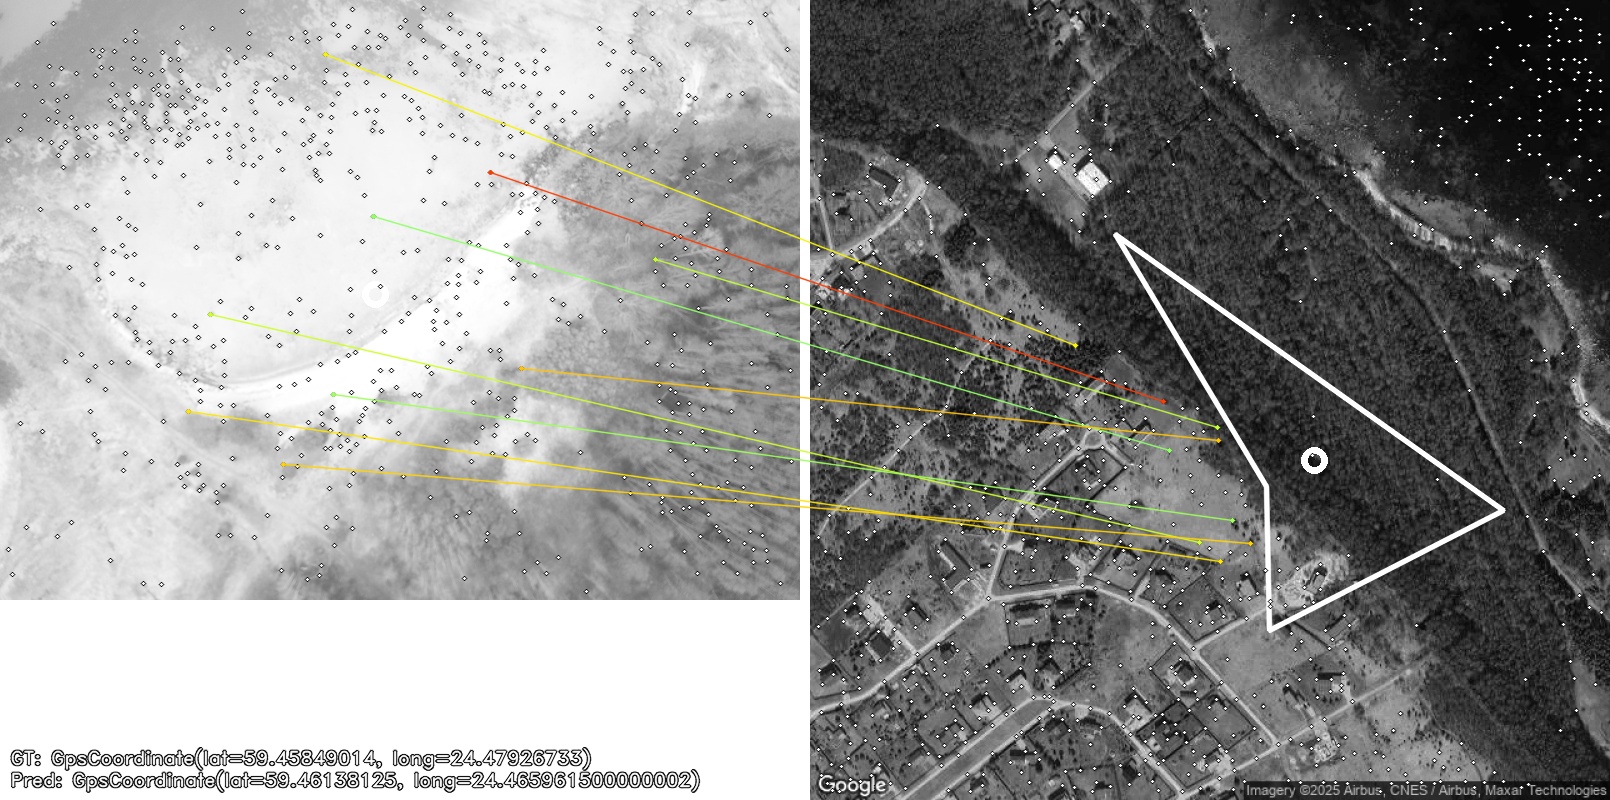 GT: GpsCoordinate(lat=59.45849014, long=24.47926733)
Pred: GpsCoordinate(lat=59.46138125, long=24.465961500000002)
Google
Imagery ©2025 Airbus, CNES / Airbus, Maxar Technologies